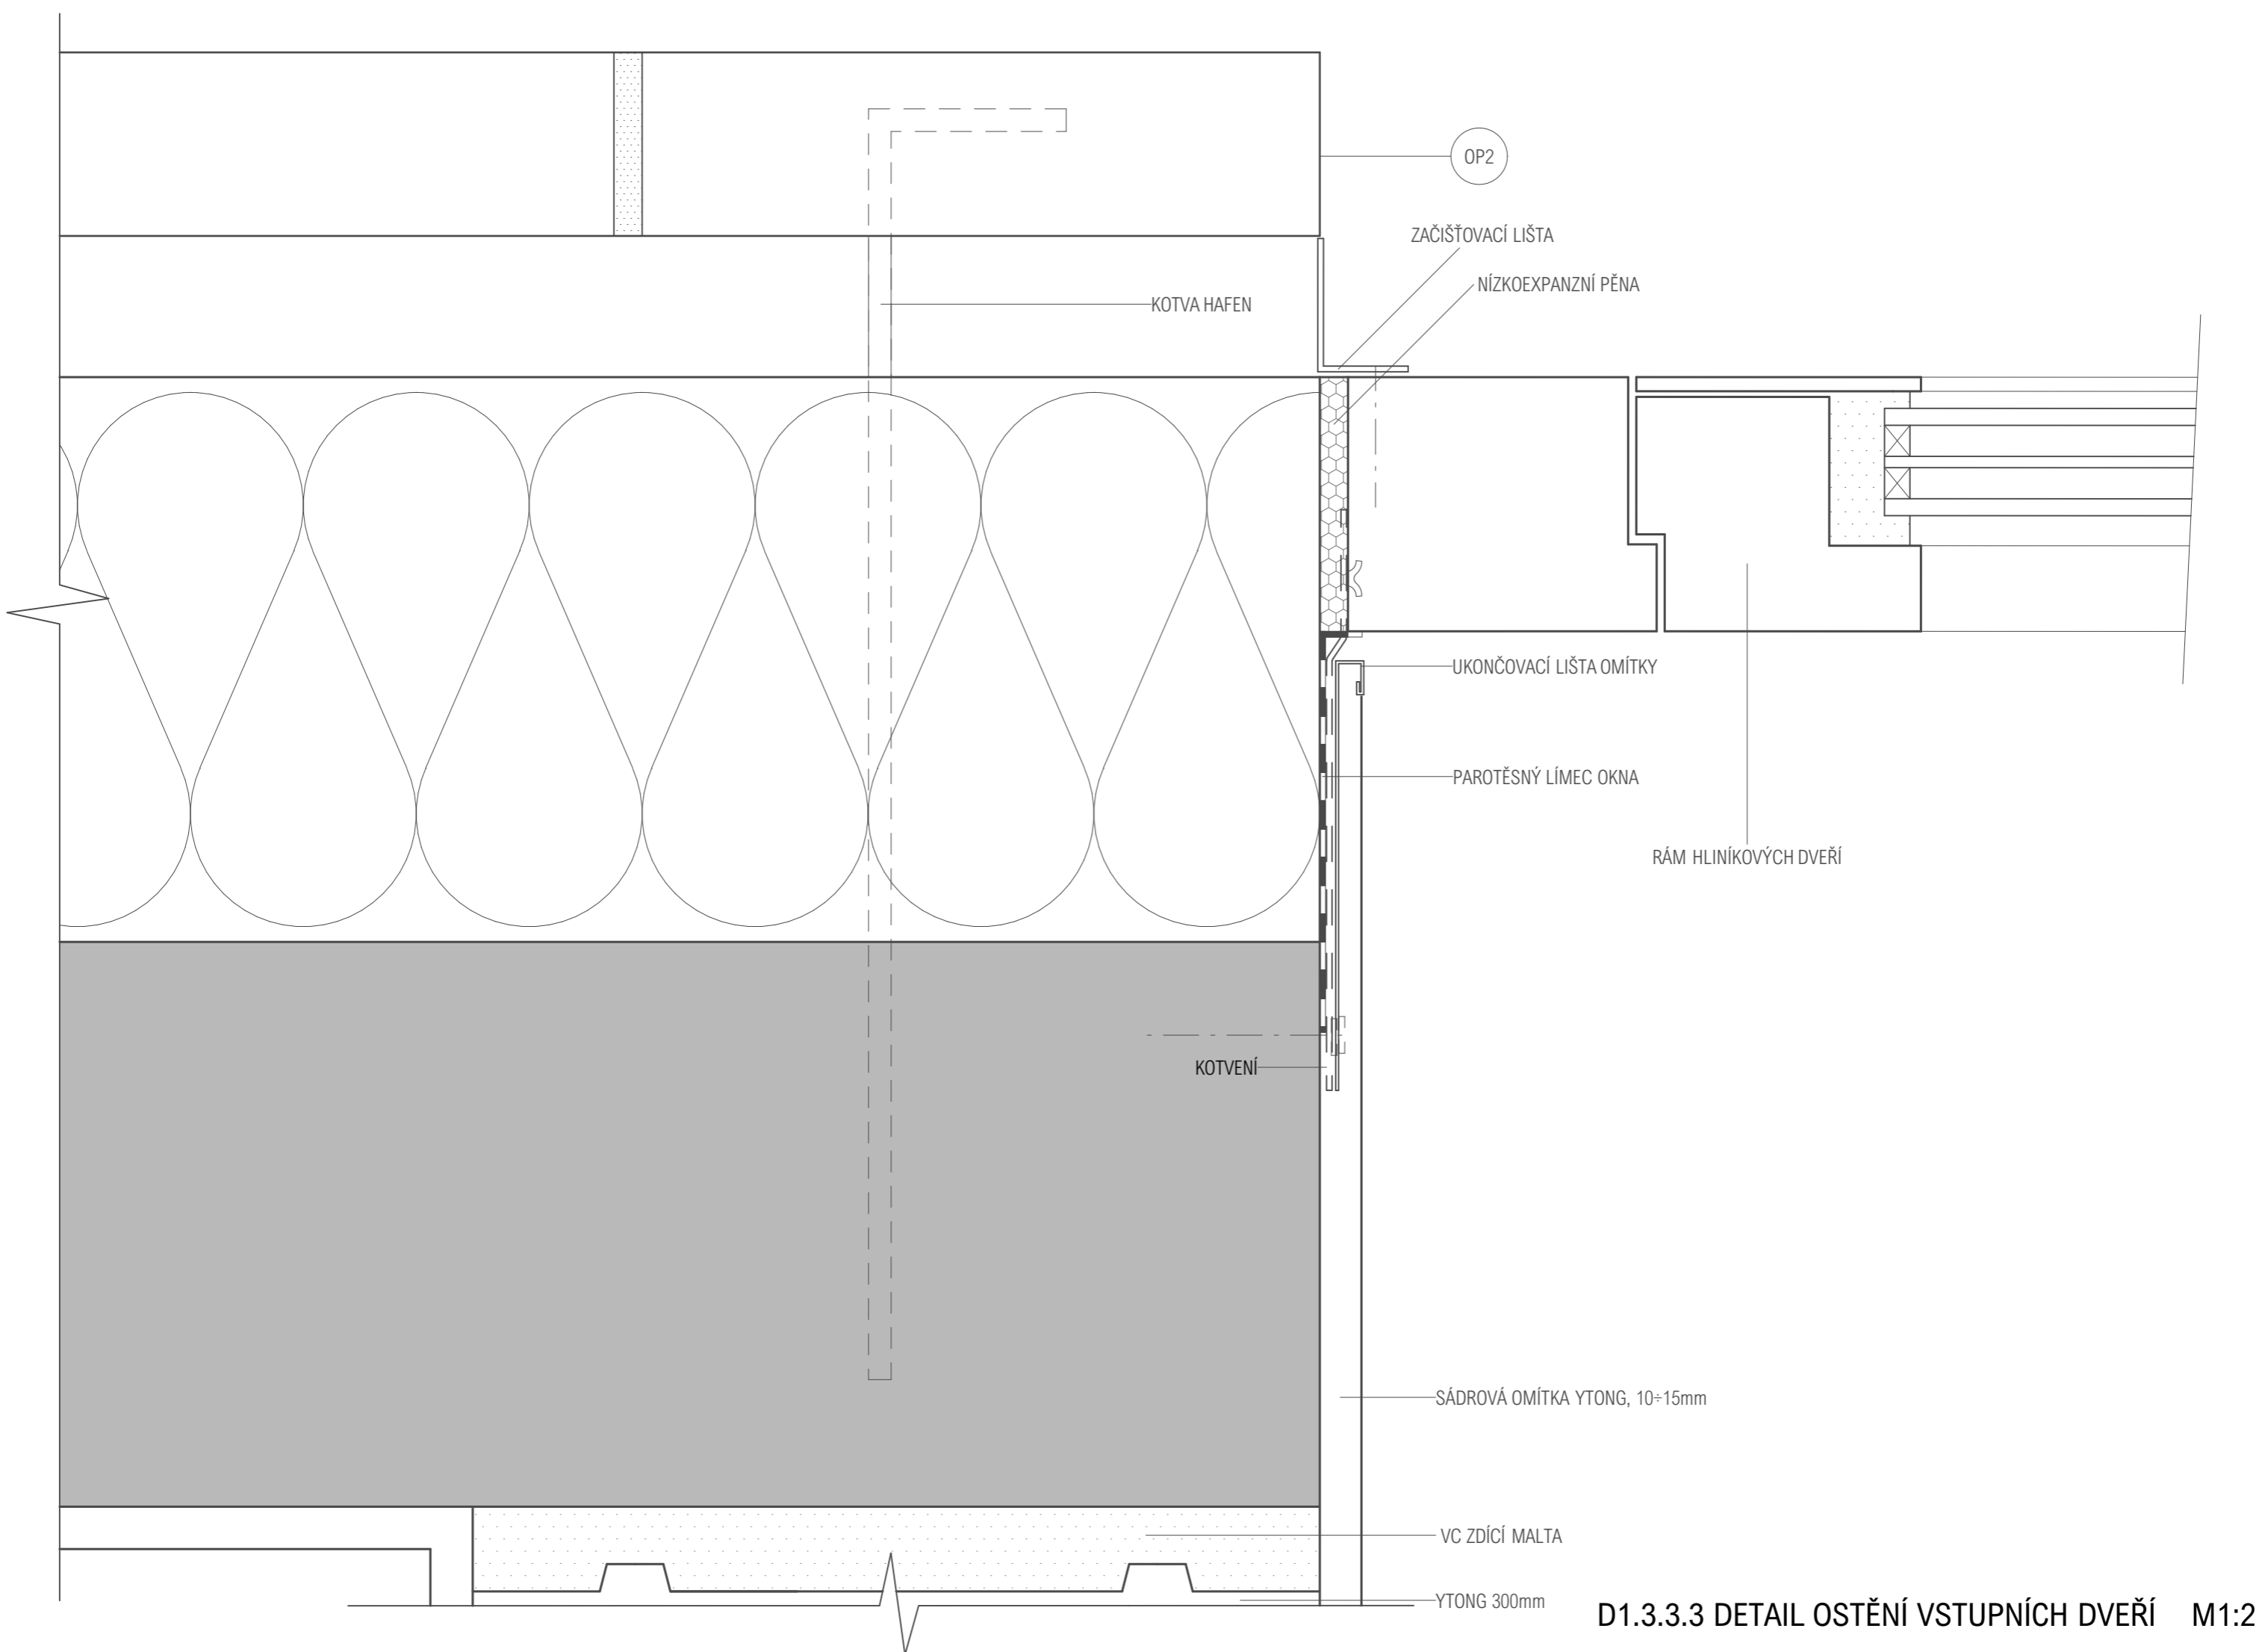 OP2
ZAČIŠŤOVACÍ LIŠTA
NÍZKOEXPANZNÍ PĚNA
KOTVA HAFEN
UKONČOVACÍ LIŠTA OMÍTKY
PAROTĚSNÝ LÍMEC OKNA
RÁM HLINÍKOVÝCH DVEŘÍ
KOTVENÍ
SÁDROVÁ OMÍTKA YTONG, 10÷15mm
VC ZDÍCÍ MALTA
YTONG 300mm
D1.3.3.3 DETAIL OSTĚNÍ VSTUPNÍCH DVEŘÍ M1:2